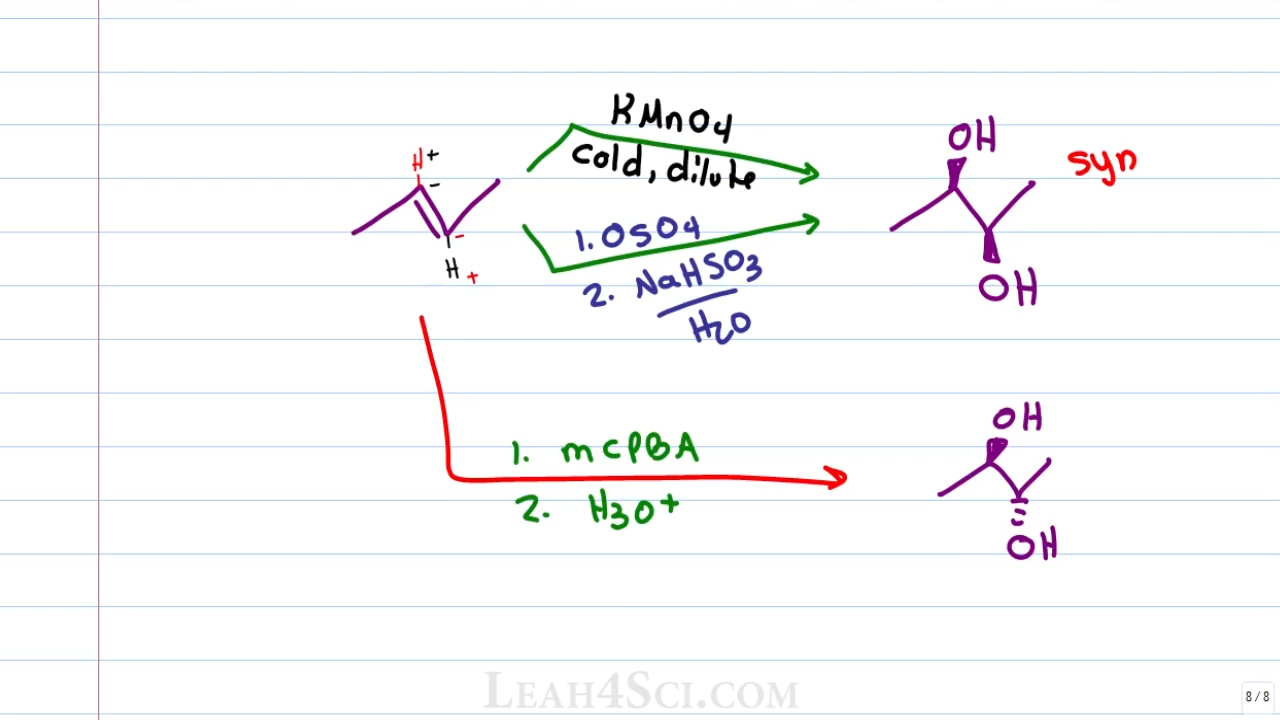 KMnO4
cold, dilute
OH
syn
H+
-
1. OsO4
-
H +
2. NaHSO3
OH
H2O
OH
1. mCPBA
2. H3O+
OH
LEAH4SCI.COM
8/8